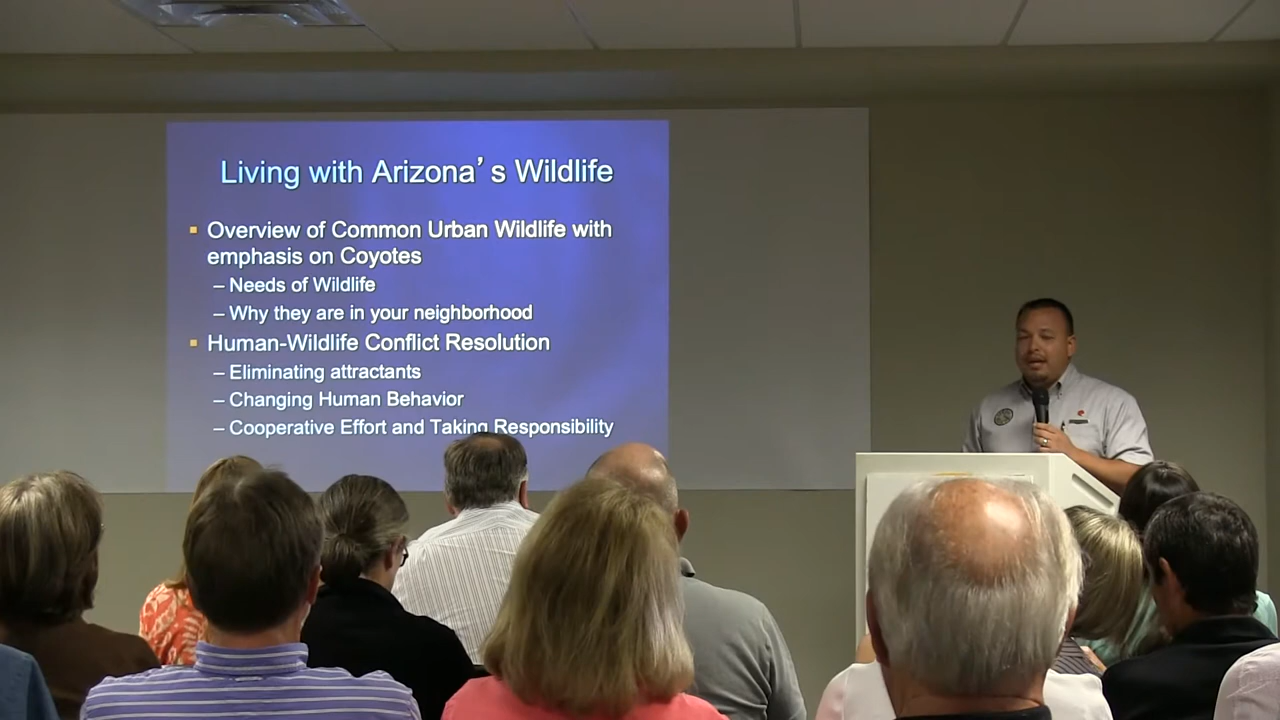 Living with Arizona’s Wildlife
▪ Overview of Common Urban Wildlife with
emphasis on Coyotes
– Needs of Wildlife
– Why they are in your neighborhood
▪ Human-Wildlife Conflict Resolution
– Eliminating attractants
– Changing Human Behavior
– Cooperative Effort and Taking Responsibility